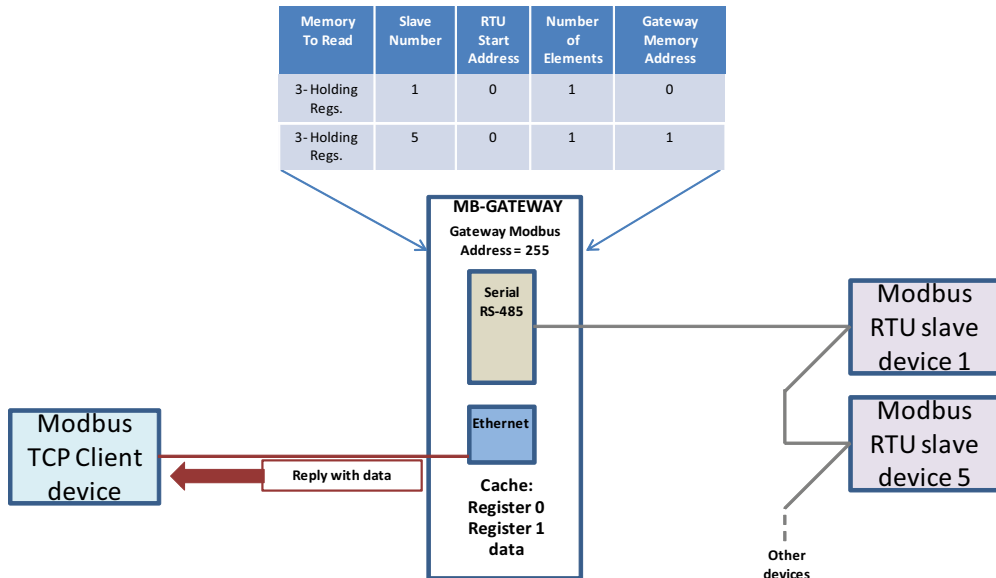 Memory To Read Slave Number RTU Start Address Number of Elements Gateway Memory Address
3- Holding Regs. 1 0 1 0
3- Holding Regs. 5 0 1 1
MB-GATEWAY
Gateway Modbus
Address = 255
Serial
RS-485
Modbus
RTU slave
device 1
Ethernet
Modbus
TCP Client
device
Reply with data
Modbus
RTU slave
device 5
Cache:
Register 0
Register 1
data
Other
devices